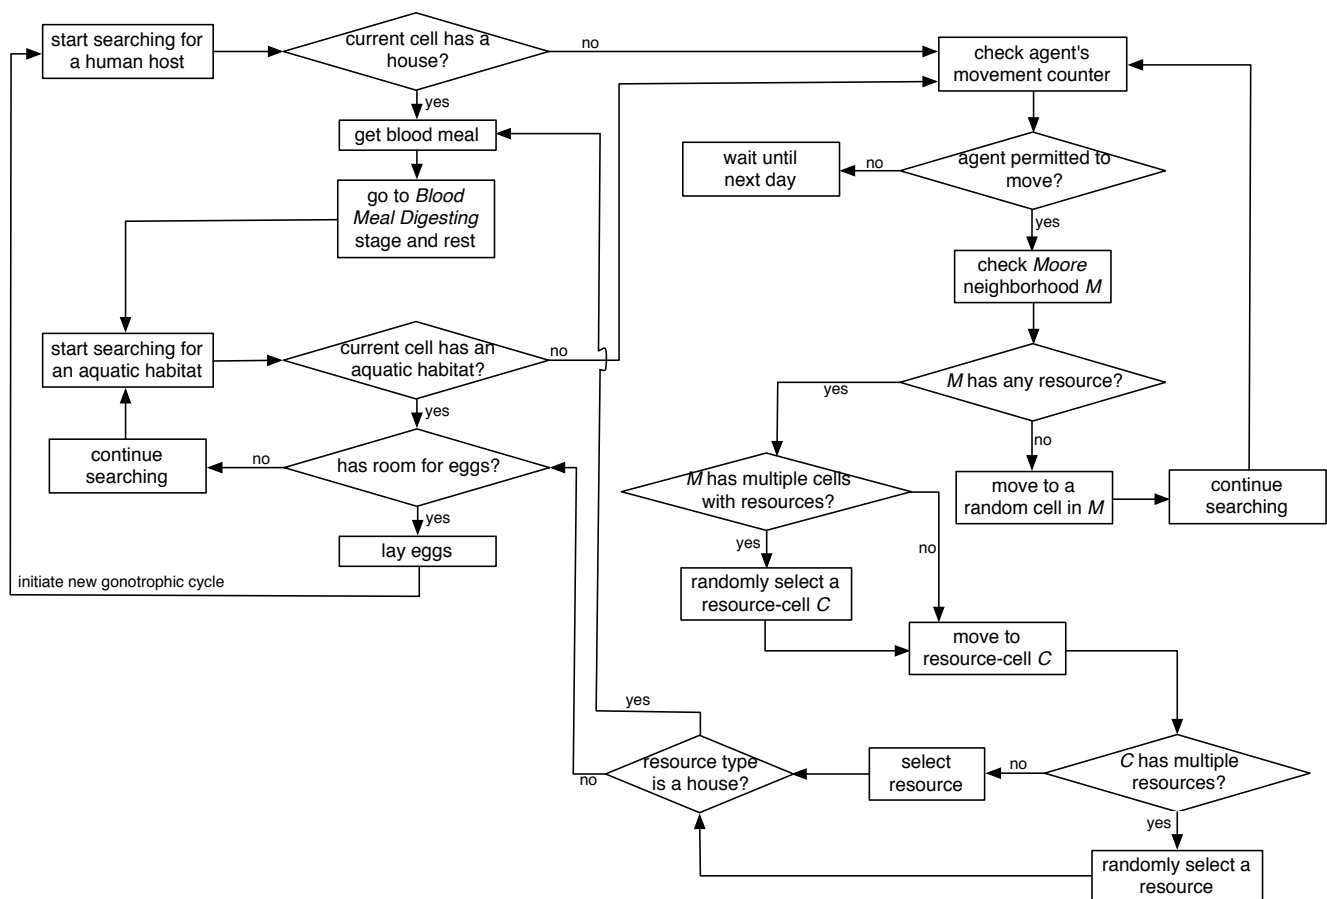 start searching for
a human host
current cell has a
house?
no
yes
check agent's
movement counter
get blood meal
go to Blood
Meal Digesting
stage and rest
wait until
next day
no
agent permitted to
move?
yes
check Moore
neighborhood M
start searching for
an aquatic habitat
current cell has an
aquatic habitat?
no
yes
M has any resource?
yes
no
continue
searching
no
has room for eggs?
yes
lay eggs
initiate new gonotrophic cycle
M has multiple cells
with resources?
yes
no
move to a
random cell in M
continue
searching
randomly select a
resource-cell C
move to
resource-cell C
yes
resource type
is a house?
no
select
resource
no
C has multiple
resources?
yes
randomly select a
resource